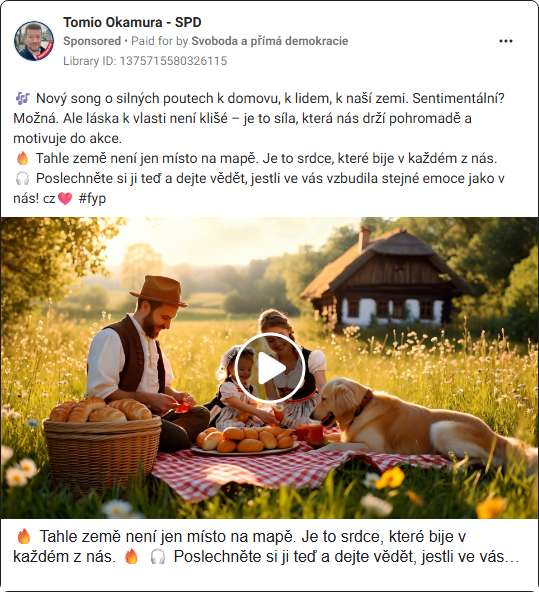 Tomio Okamura - SPD
Sponsored • Paid for by Svoboda a přímá demokracie
Library ID: 1375715580326115
🎶 Nový song o silných poutech k domovu, k lidem, k naší zemi. Sentimentální?
Možná. Ale láska k vlasti není klišé – je to síla, která nás drží pohromadě a
motivuje do akce.
🔥 Tahle země není jen místo na mapě. Je to srdce, které bije v každém z nás.
🎧 Poslechněte si ji teď a dejte vědět, jestli ve vás vzbudila stejné emoce jako v
nás! cz💖 #fyp
🔥 Tahle země není jen místo na mapě. Je to srdce, které bije v
každém z nás. 🔥 🎧 Poslechněte si ji teď a dejte vědět, jestli ve vás…